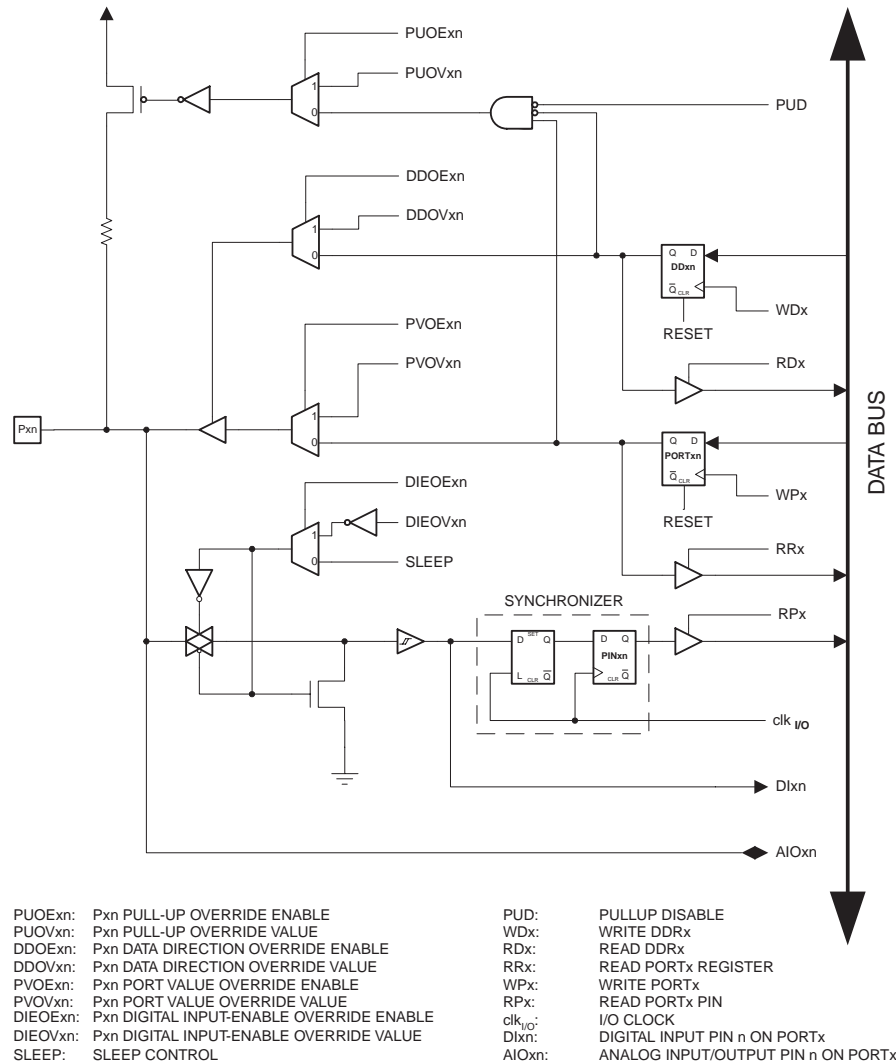 PUOExn
PUOVxn
1
0
PUD
DDOExn
DDOVxn
1
0
Q D
DDxn
Q CLR
WDx
RESET
PVOExn
RDx
PVOVxn
Pxn
1
0
Q D
PORTxn
Q CLR
WPx
RESET
DIEOExn
DIEOVxn
1
0
SLEEP
RRx
SYNCHRONIZER
RPx
D SET Q
L CLR Q
D Q
PINxn
CLR Q
clk I/O
DIxn
AIOxn
DATA BUS
PUOExn: Pxn PULL-UP OVERRIDE ENABLE
PUOVxn: Pxn PULL-UP OVERRIDE VALUE
DDOExn: Pxn DATA DIRECTION OVERRIDE ENABLE
DDOVxn: Pxn DATA DIRECTION OVERRIDE VALUE
PVOExn: Pxn PORT VALUE OVERRIDE ENABLE
PVOVxn: Pxn PORT VALUE OVERRIDE VALUE
DIEOExn: Pxn DIGITAL INPUT-ENABLE OVERRIDE ENABLE
DIEOVxn: Pxn DIGITAL INPUT-ENABLE OVERRIDE VALUE
SLEEP: SLEEP CONTROL
PUD: PULLUP DISABLE
WDx: WRITE DDRx
RDx: READ DDRx
RRx: READ PORTx REGISTER
WPx: WRITE PORTx
RPx: READ PORTx PIN
clkI/O: I/O CLOCK
DIxn: DIGITAL INPUT PIN n ON PORTx
AIOxn: ANALOG INPUT/OUTPUT PIN n ON PORTx